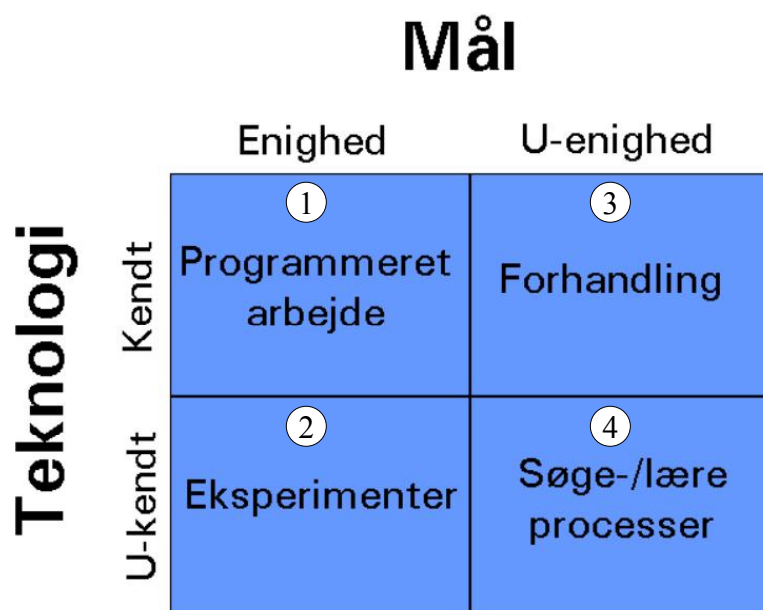 Mål
Enighed
U-enighed
Teknologi
Kendt
U-kendt
1
Programmeret
arbejde
3
Forhandling
2
Eksperimenter
4
Søge-/lære
processer